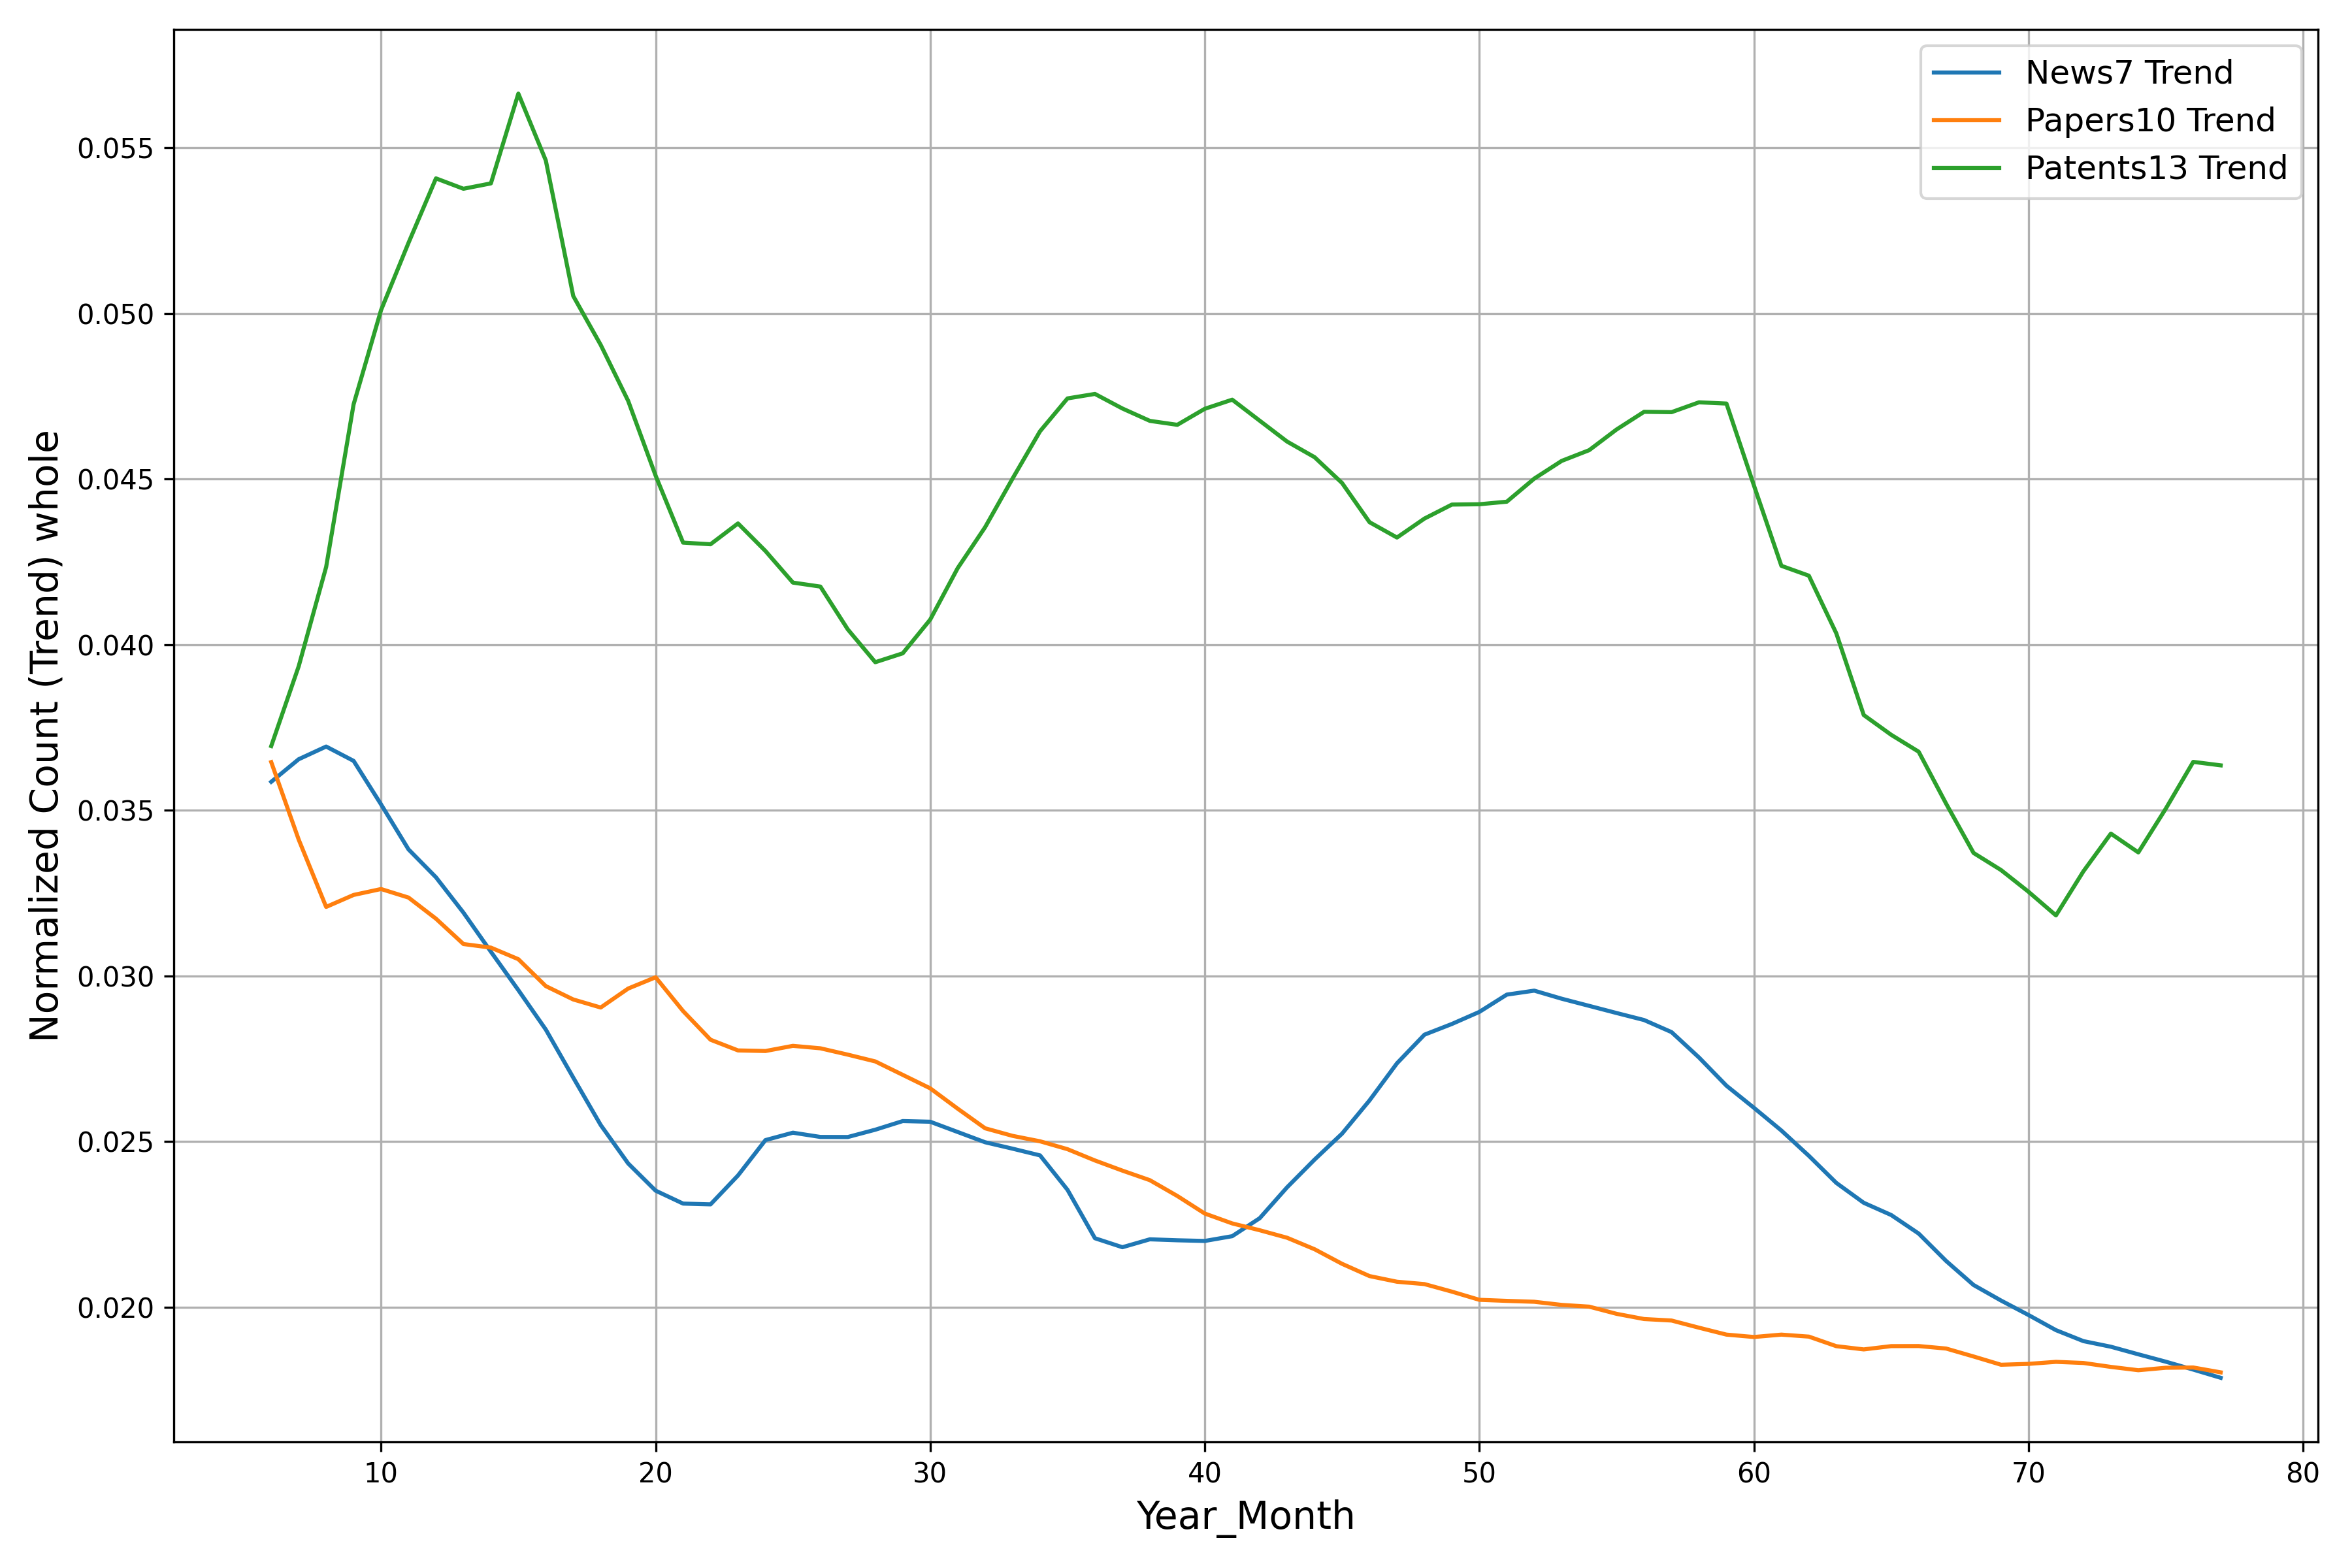 News7 Trend
Papers10 Trend
Patents13 Trend
Normalized Count (Trend) whole
0.055
0.050
0.045
0.040
0.035
0.030
0.025
0.020
10 20 30 40 50 60 70 80
Year_Month